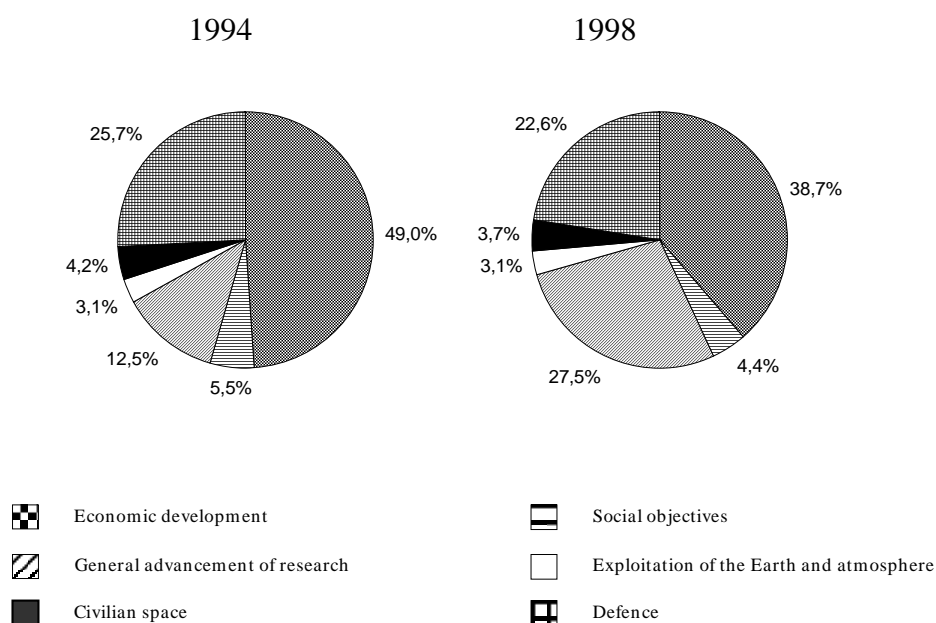 1994
1998
25,7%
49,0%
4,2%
3,1%
12,5%
5,5%
22,6%
38,7%
3,7%
3,1%
27,5%
4,4%
Economic development
Social objectives
General advancement of research
Exploitation of the Earth and atmosphere
Civilian space
Defence